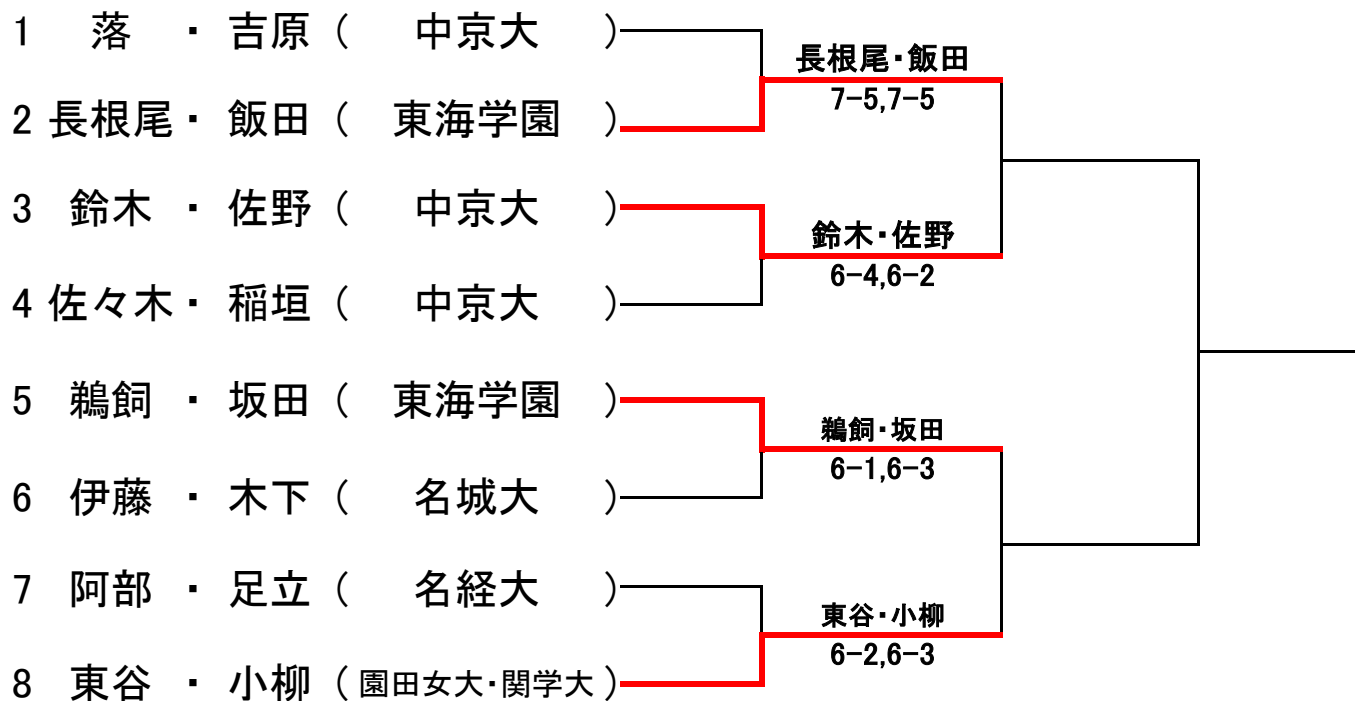 1 落 ・ 吉原 ( 中京大 )
長根尾・飯田
7-5,7-5
2 長根尾 ・ 飯田 ( 東海学園 )
3 鈴木 ・ 佐野 ( 中京大 )
鈴木・佐野
6-4,6-2
4 佐々木 ・ 稲垣 ( 中京大 )
5 鵜飼 ・ 坂田 ( 東海学園 )
鵜飼・坂田
6-1,6-3
6 伊藤 ・ 木下 ( 名城大 )
7 阿部 ・ 足立 ( 名経大 )
東谷・小柳
6-2,6-3
8 東谷 ・ 小柳 ( 園田女大・関学大 )